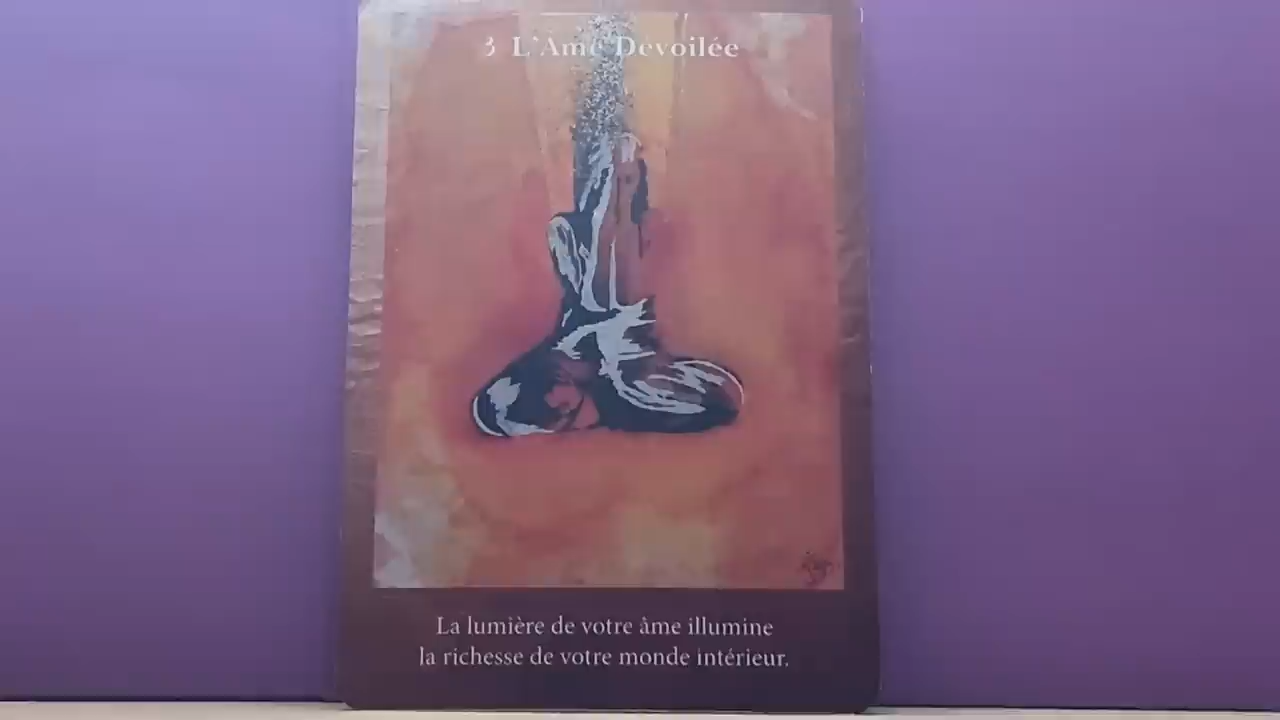 3 L'Âme Dévoilée
La lumière de votre âme illumine
la richesse de votre monde intérieur.